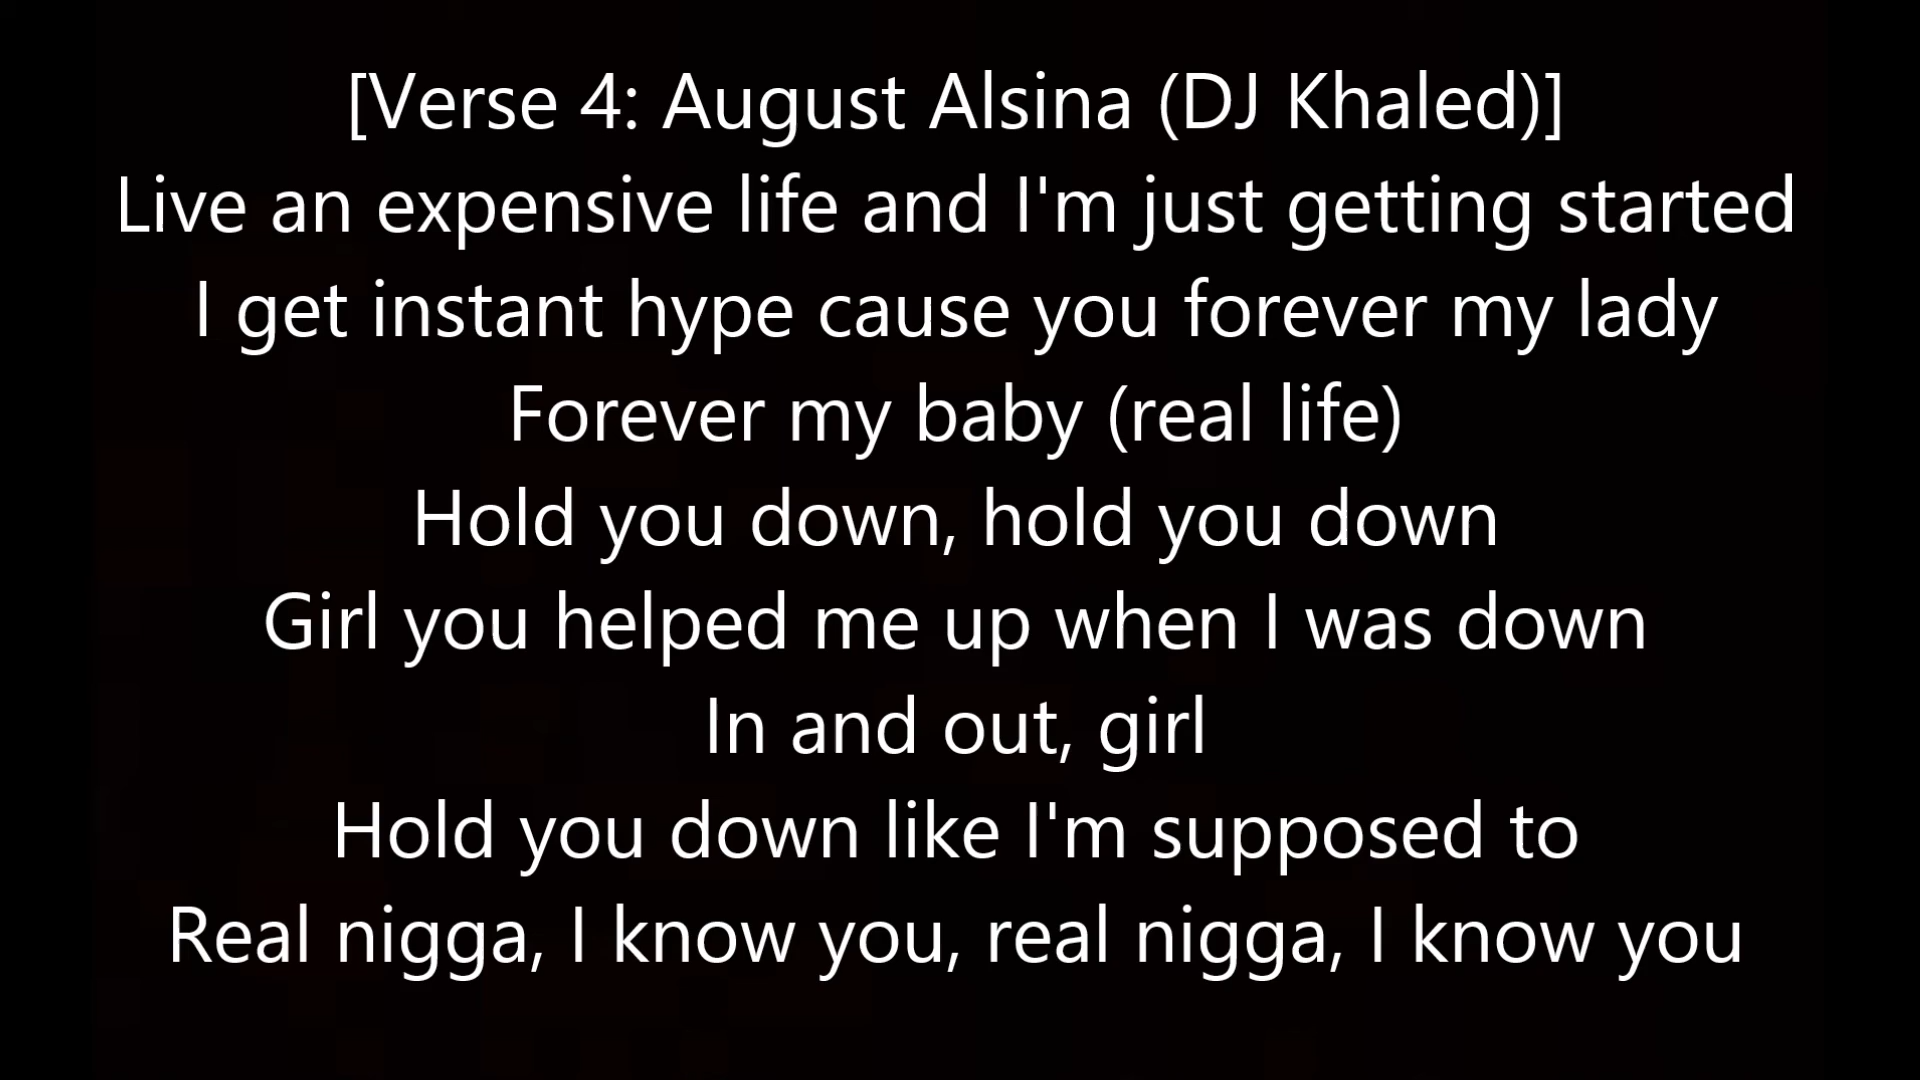 [Verse 4: August Alsina (DJ Khaled)]
Live an expensive life and I'm just getting started
I get instant hype cause you forever my lady
Forever my baby (real life)
Hold you down, hold you down
Girl you helped me up when I was down
In and out, girl
Hold you down like I'm supposed to
Real nigga, I know you, real nigga, I know you